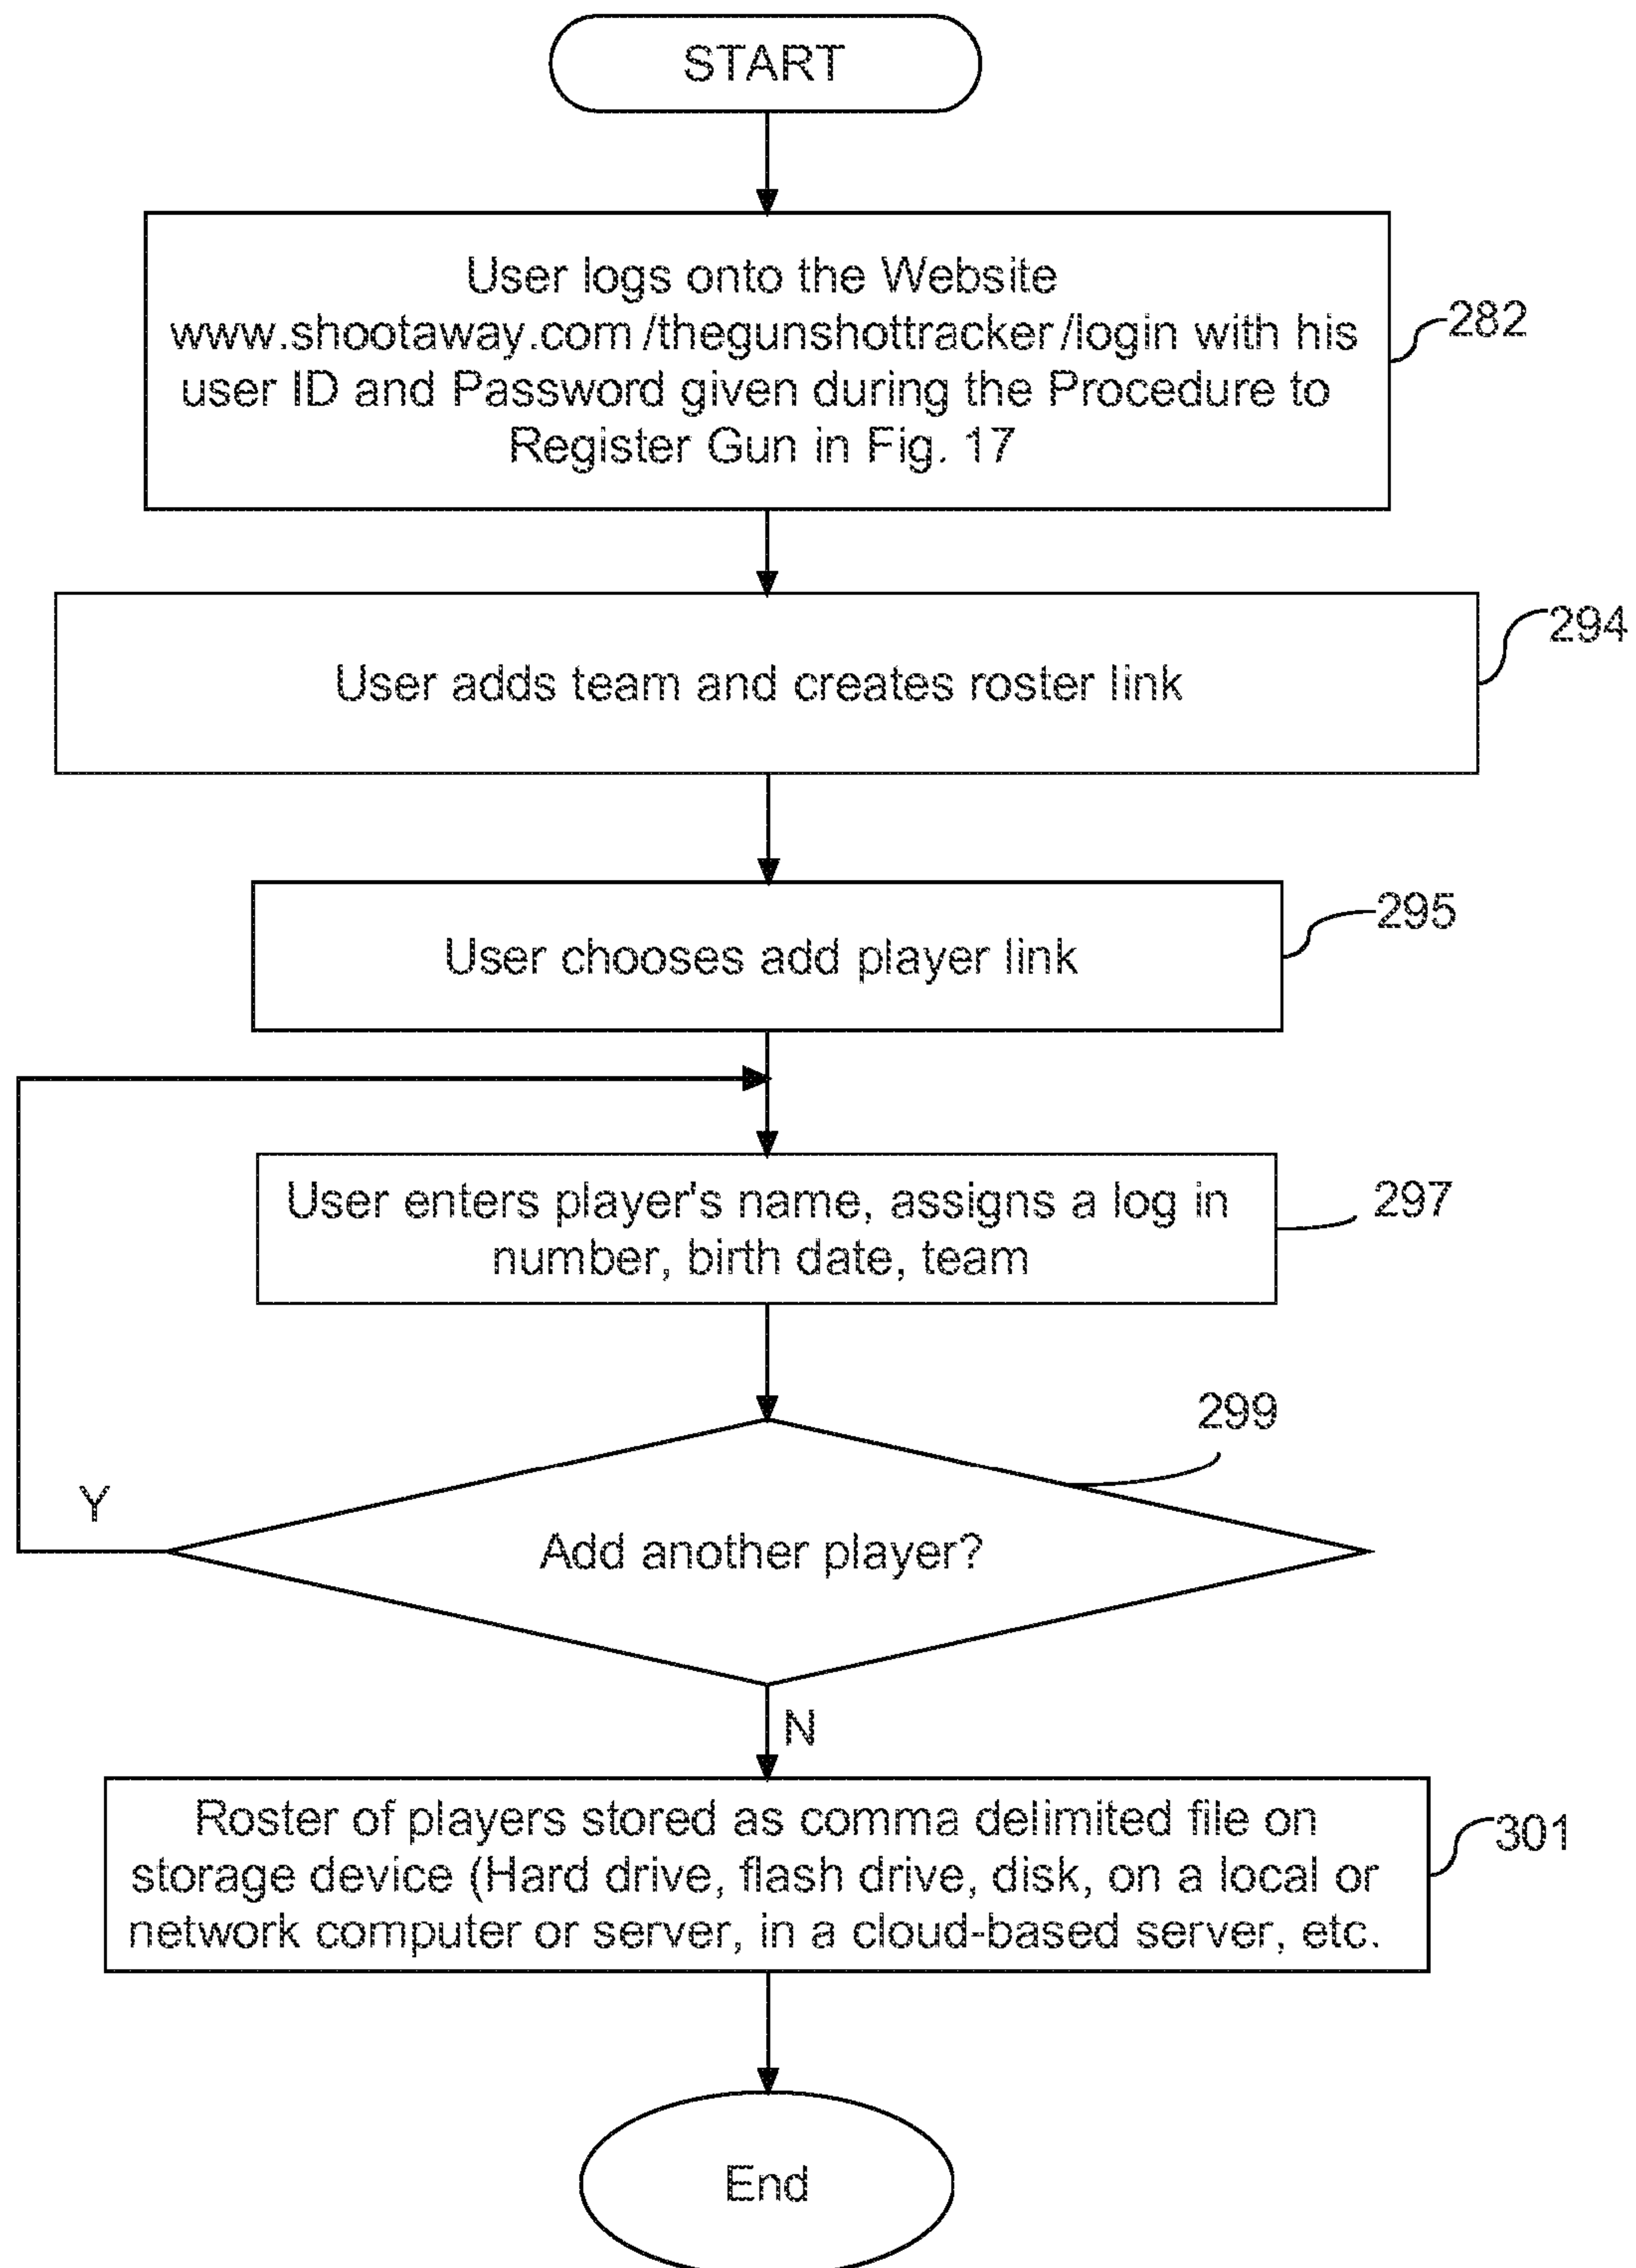 START
User logs onto the Website
www.shootaway.com/thegunshottracker/login with his
user ID and Password given during the Procedure to
Register Gun in Fig. 17
282
User adds team and creates roster link
294
User chooses add player link
295
User enters player's name, assigns a log in
number, birth date, team
297
299
Add another player?
Y
N
Roster of players stored as comma delimited file on
storage device (Hard drive, flash drive, disk, on a local or
network computer or server, in a cloud-based server, etc.
301
End